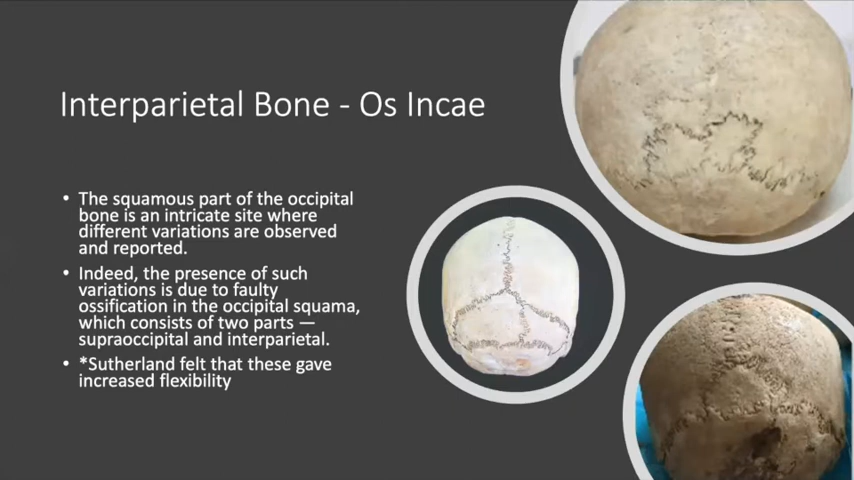 Interparietal Bone - Os Incae
• The squamous part of the occipital
bone is an intricate site where
different variations are observed
and reported.
• Indeed, the presence of such
variations is due to faulty
ossification in the occipital squama,
which consists of two parts —
supraoccipital and interparietal.
• *Sutherland felt that these gave
increased flexibility